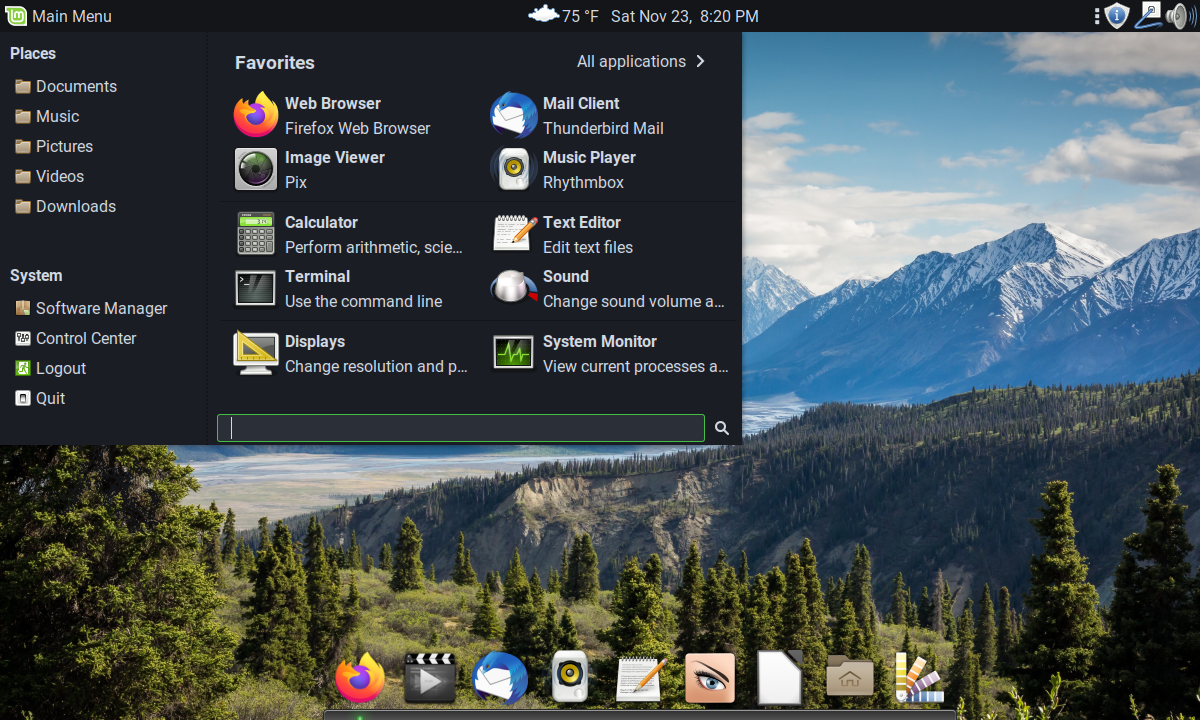 Main Menu
75 °F Sat Nov 23, 8:20 PM
Places
Documents
Music
Pictures
Videos
Downloads
System
Software Manager
Control Center
Logout
Quit
Favorites
All applications
Web Browser
Firefox Web Browser
Mail Client
Thunderbird Mail
Image Viewer
Pix
Music Player
Rhythmbox
Calculator
Perform arithmetic, scie...
Text Editor
Edit text files
Terminal
Use the command line
Sound
Change sound volume a...
Displays
Change resolution and p...
System Monitor
View current processes a...